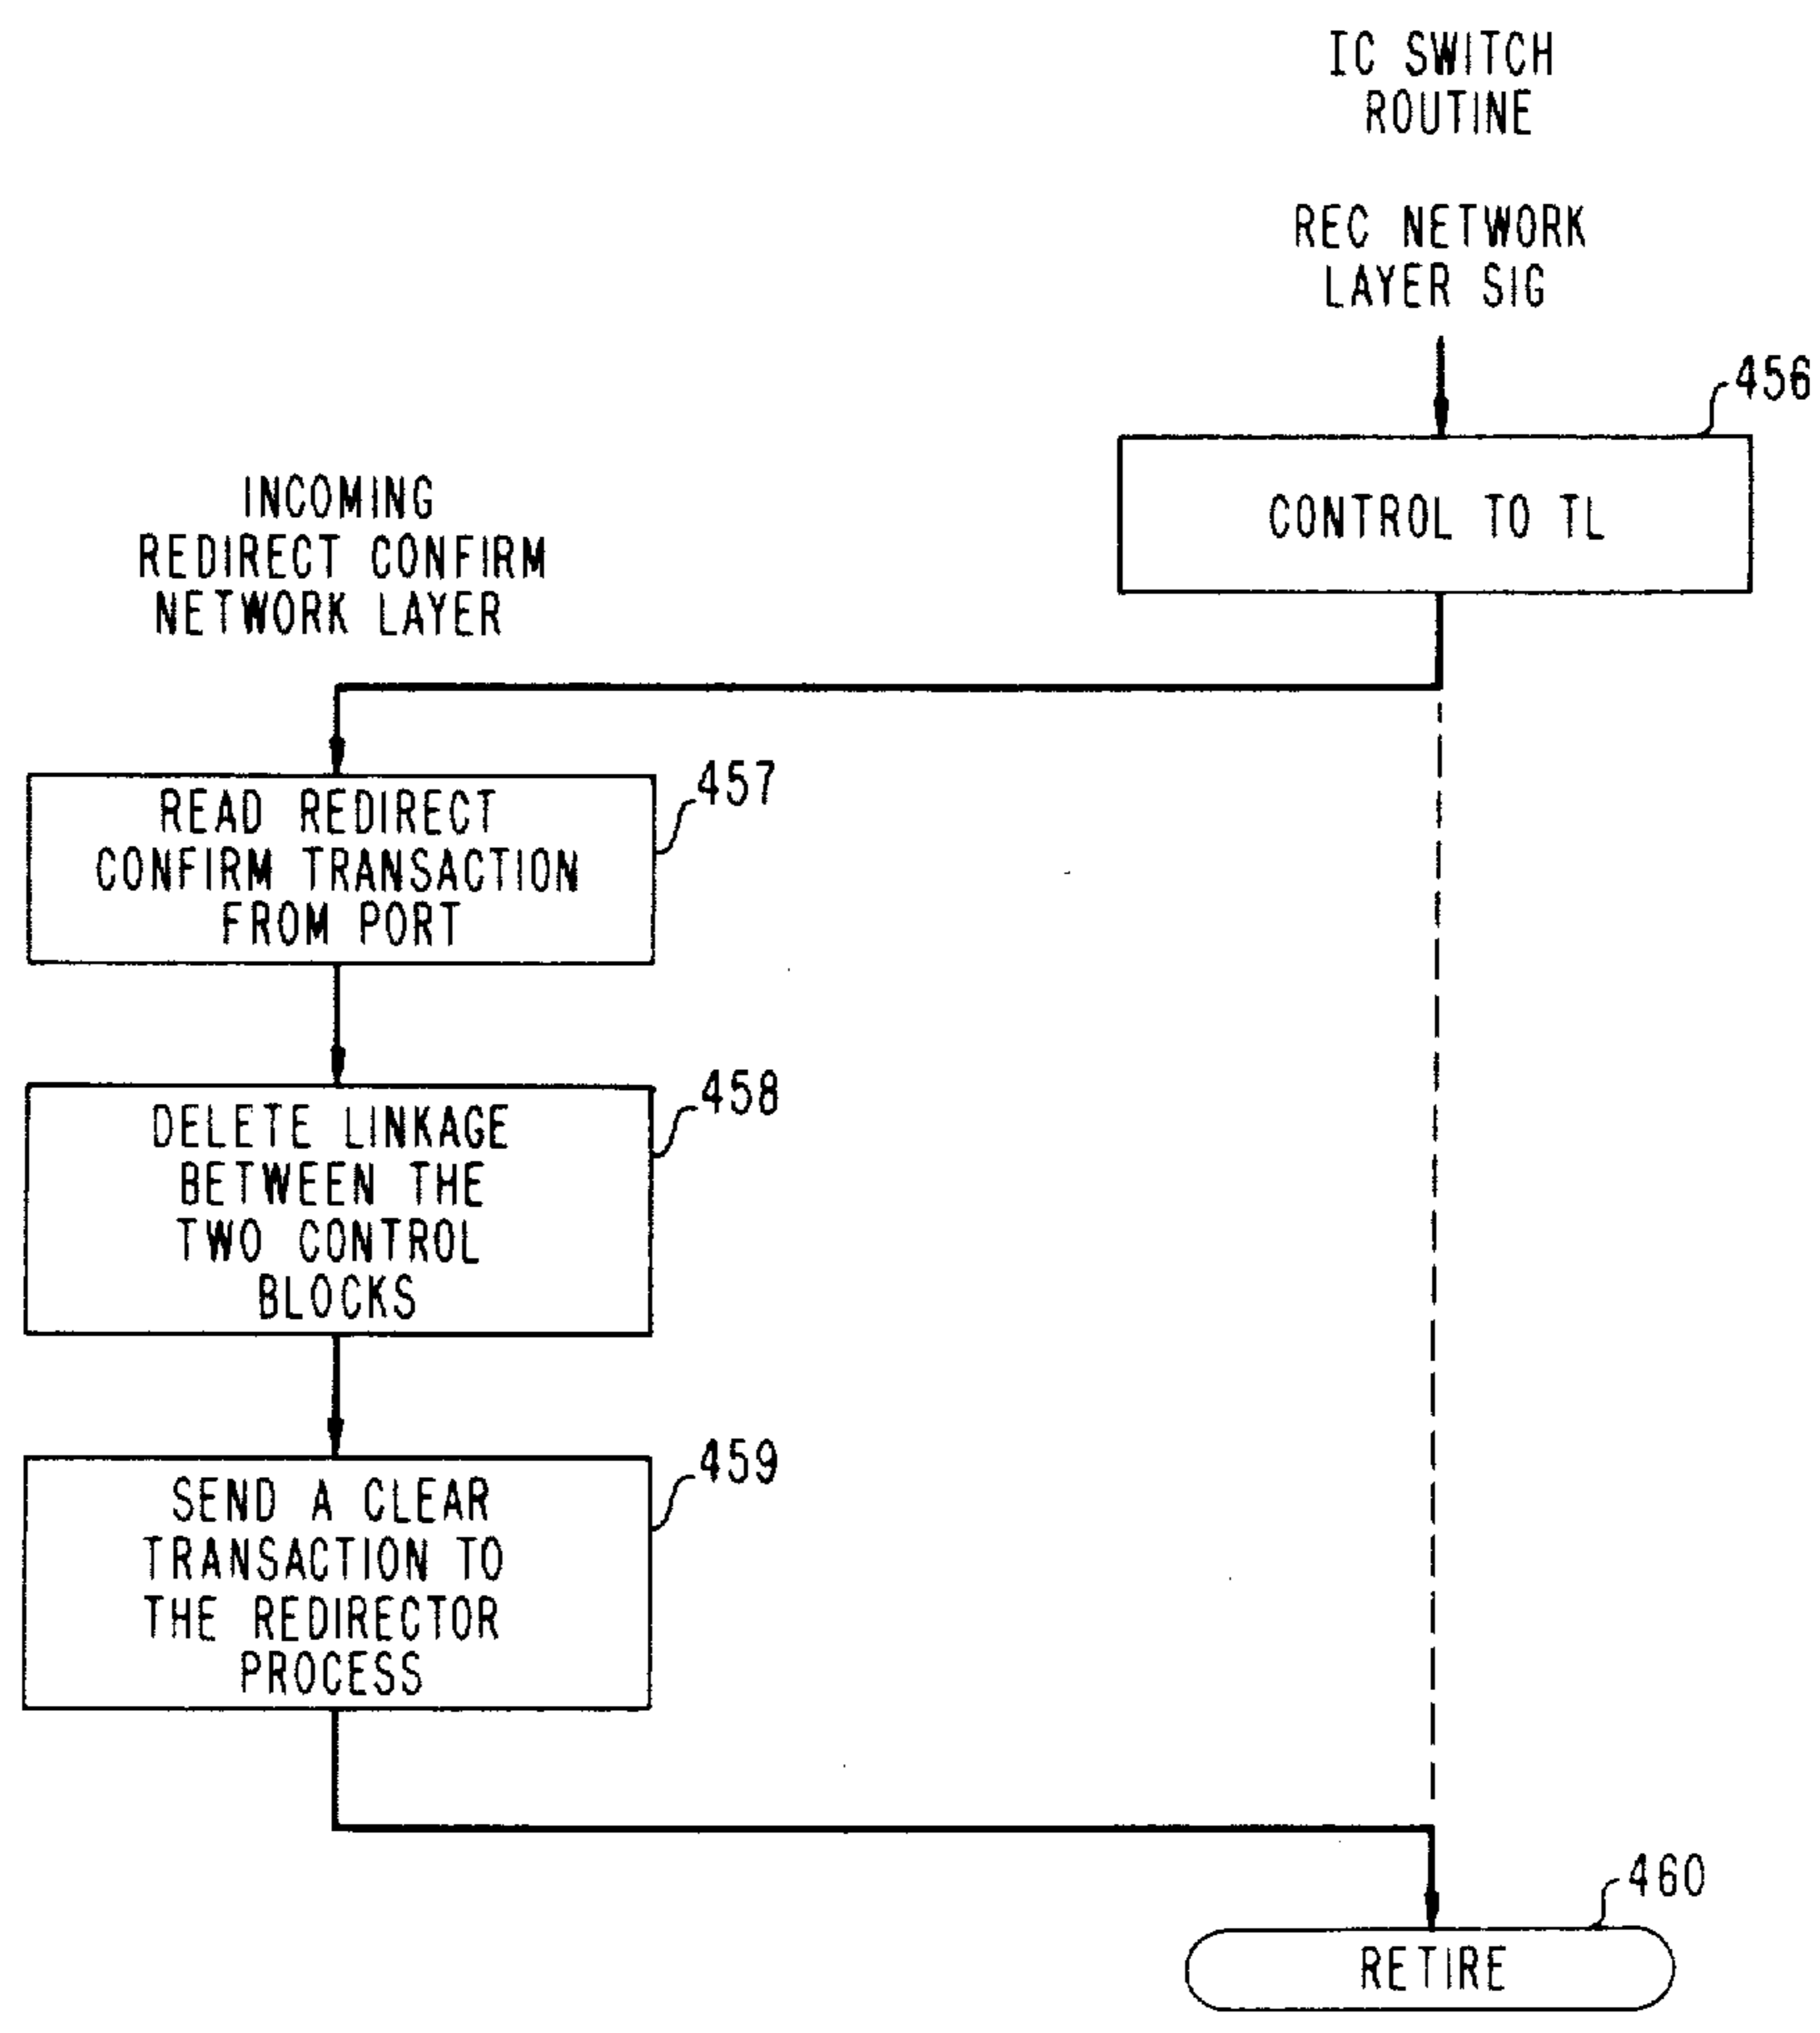 IC SWITCH
ROUTINE
REC NETWORK
LAYER SIG
456
CONTROL TO TL
INCOMING
REDIRECT CONFIRM
NETWORK LAYER
457
READ REDIRECT
CONFIRM TRANSACTION
FROM PORT
458
DELETE LINKAGE
BETWEEN THE
TWO CONTROL
BLOCKS
459
SEND A CLEAR
TRANSACTION TO
THE REDIRECTOR
PROCESS
460
RETIRE